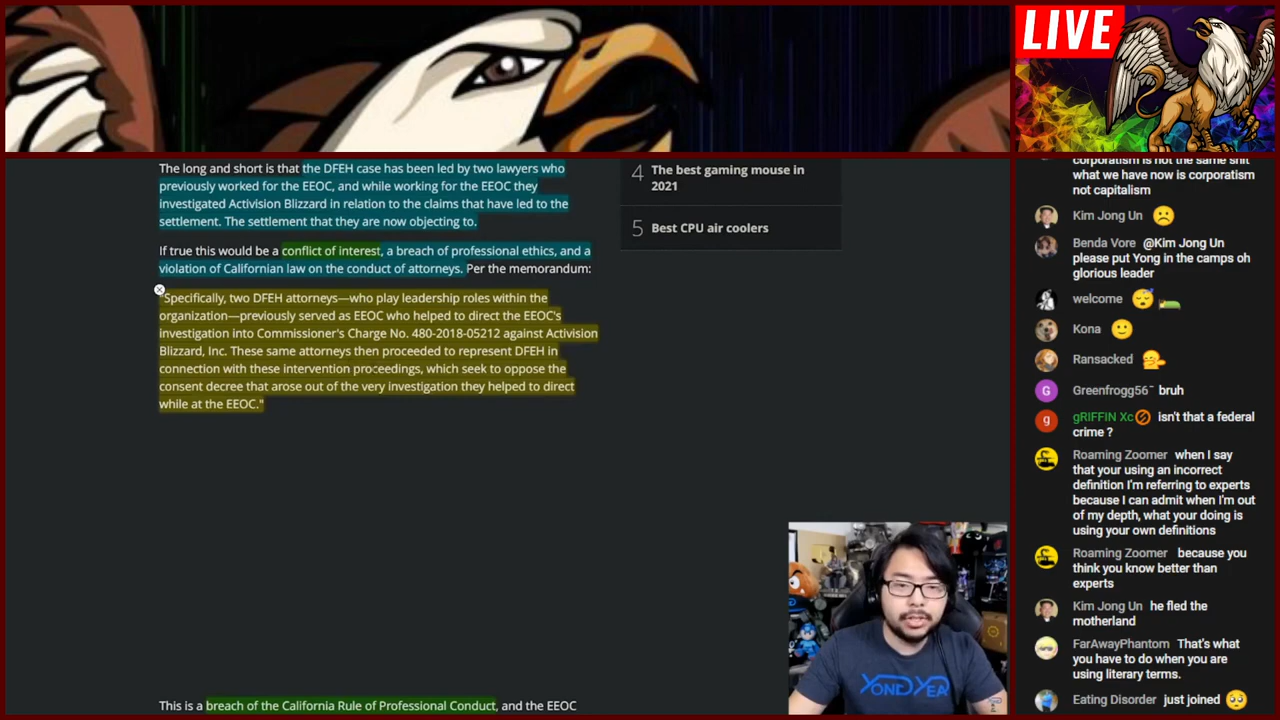 LIVE
The long and short is that the DFEH case has been led by two lawyers who
previously worked for the EEOC, and while working for the EEOC they
investigated Activision Blizzard in relation to the claims that have led to the
settlement. The settlement that they are now objecting to.
If true this would be a conflict of interest, a breach of professional ethics, and a
violation of Californian law on the conduct of attorneys. Per the memorandum:
"Specifically, two DFEH attorneys—who play leadership roles within the
organization—previously served as EEOC who helped to direct the EEOC's
investigation into Commissioner's Charge No. 480-2018-05212 against Activision
Blizzard, Inc. These same attorneys then proceeded to represent DFEH in
connection with these intervention proceedings, which seek to oppose the
consent decree that arose out of the very investigation they helped to direct
while at the EEOC."
This is a breach of the California Rule of Professional Conduct, and the EEOC
4 The best gaming mouse in
2021
5 Best CPU air coolers
YONG YEA
corporatism is not the same shit
what we have now is corporatism
not capitalism
Kim Jong Un ☹️
Benda Vore @Kim Jong Un
please put Yong in the camps oh
glorious leader
welcome
Kona
Ransacked
G Greenfrogg56˜ bruh
g gRIFFIN Xc isn't that a federal
crime ?
Roaming Zoomer when I say
that your using an incorrect
definition I'm referring to experts
because I can admit when I'm out
of my depth, what your doing is
using your own definitions
Roaming Zoomer because you
think you know better than
experts
Kim Jong Un he fled the
motherland
FarAwayPhantom That's what
you have to do when you are
using literary terms.
Eating Disorder just joined 🥺